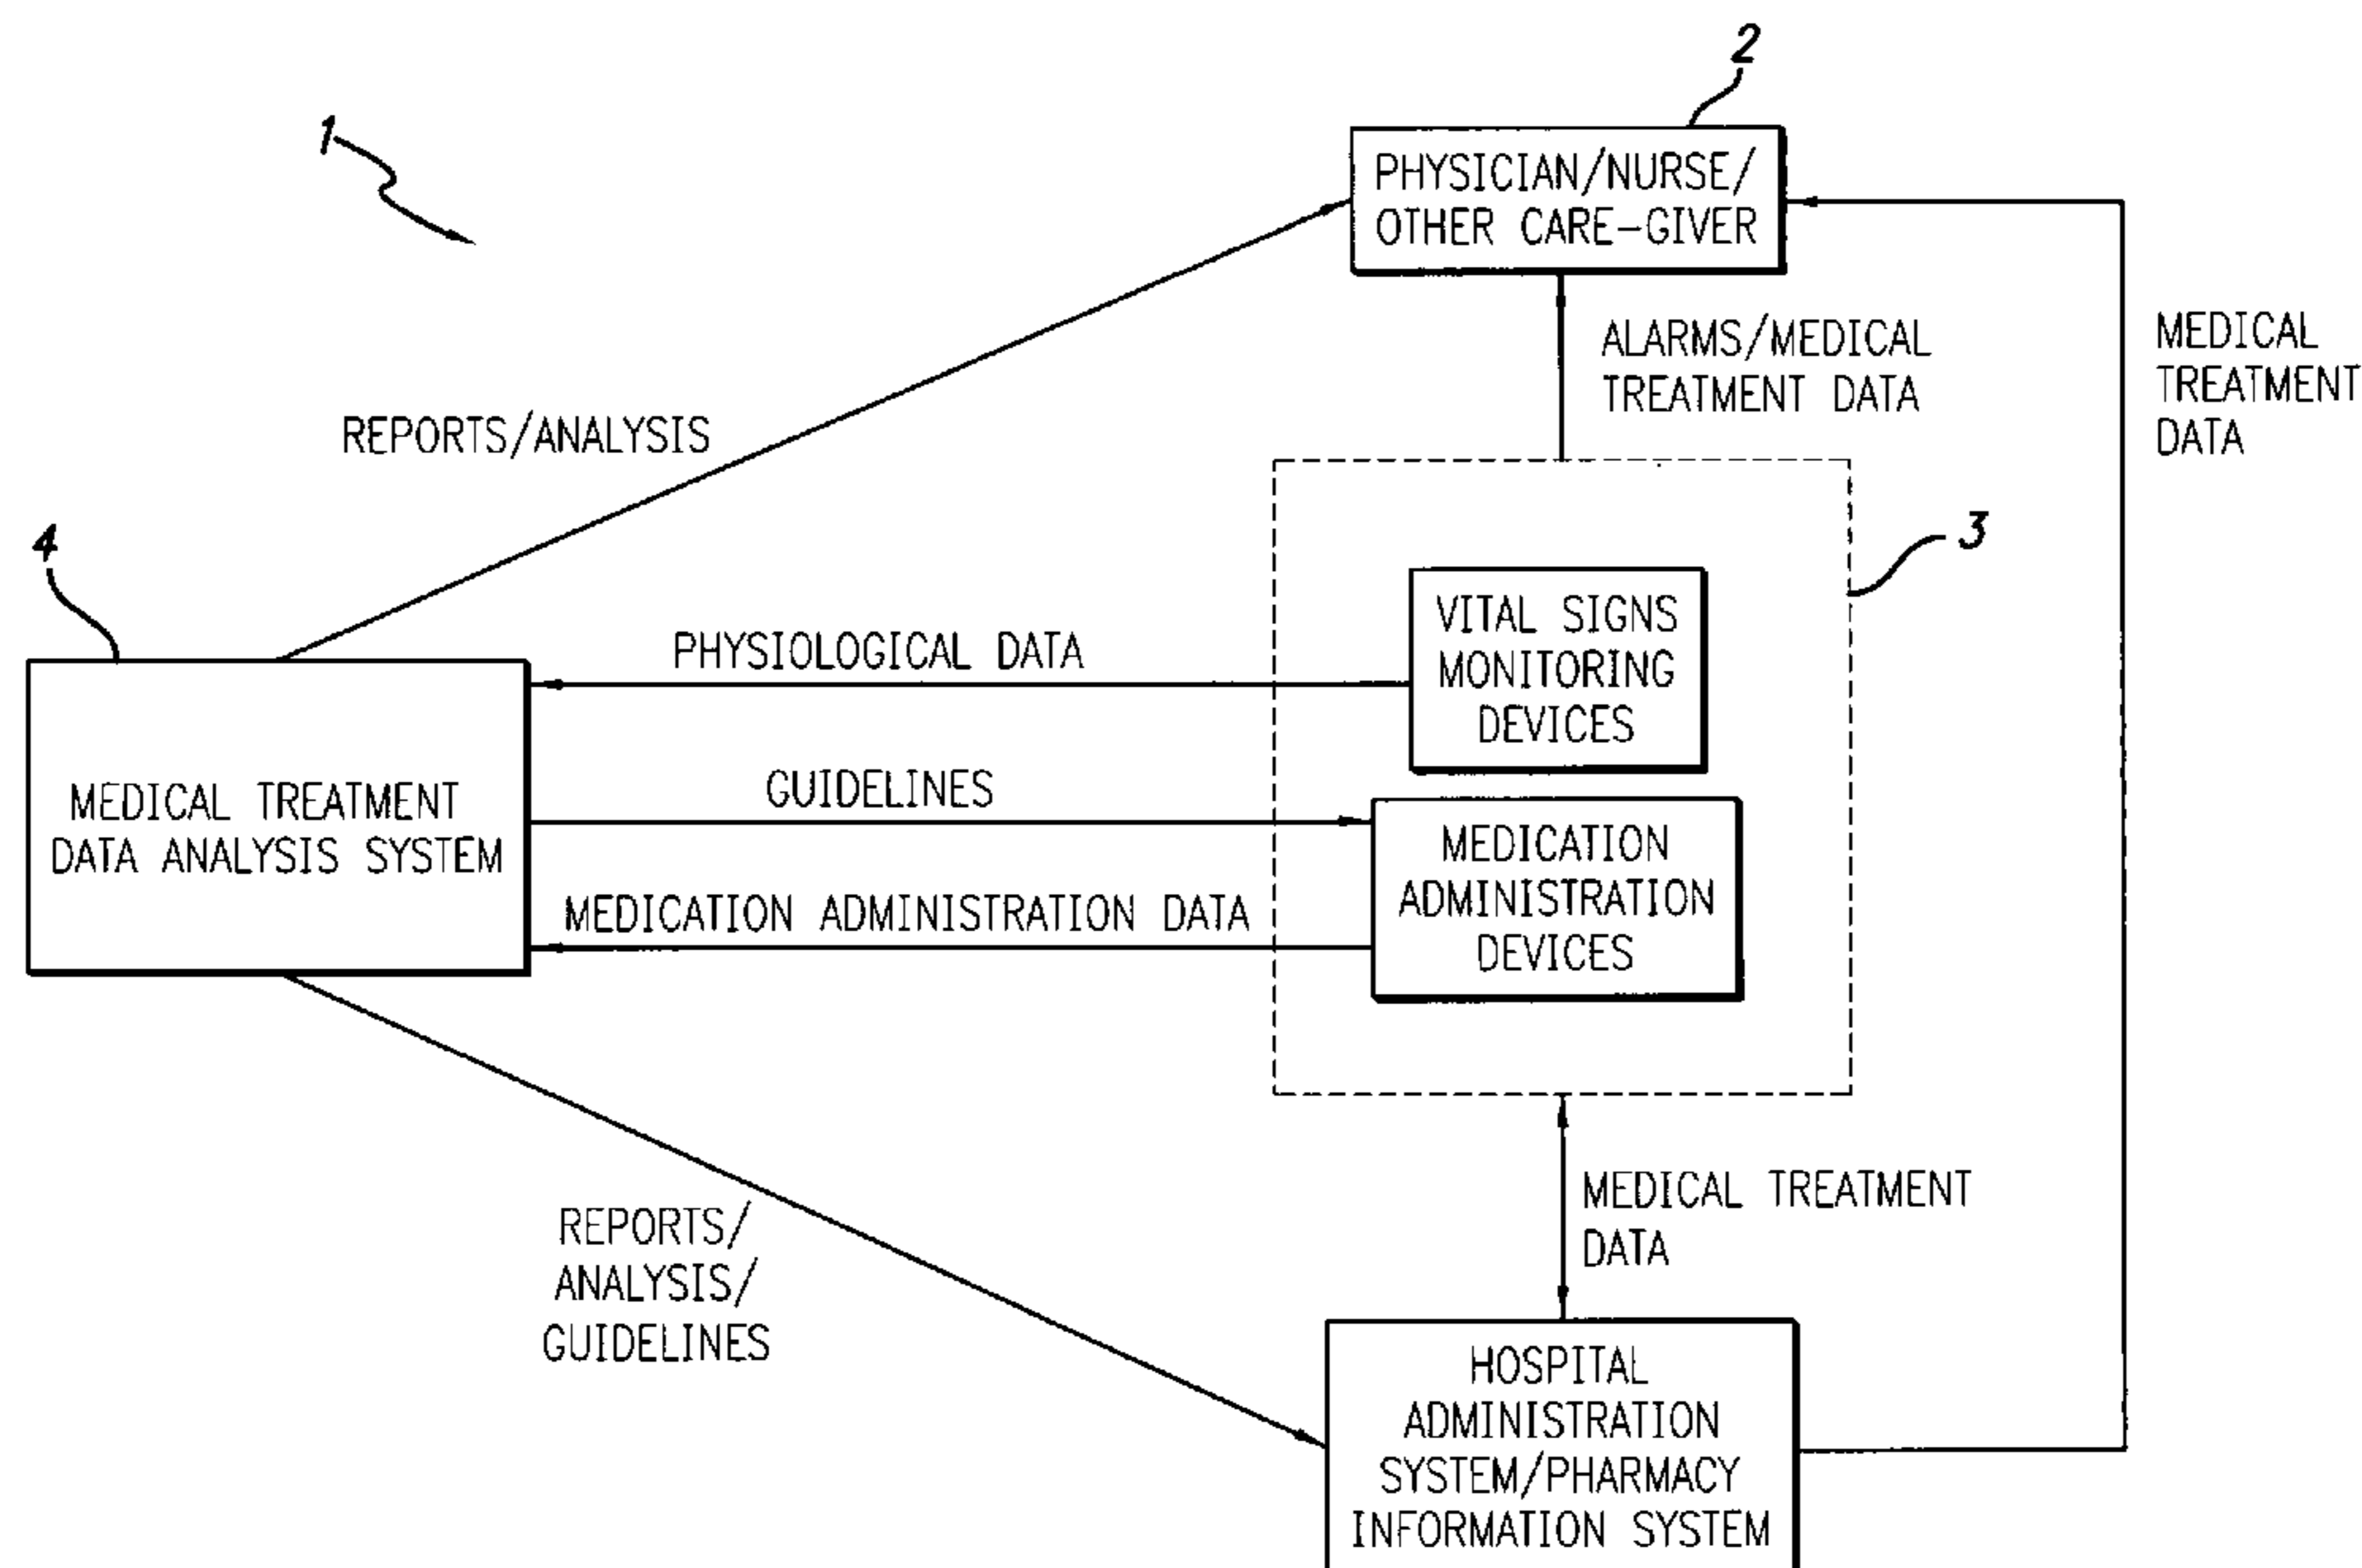 2
1
PHYSICIAN/NURSE/
OTHER CARE-GIVER
ALARMS/MEDICAL
TREATMENT DATA
MEDICAL
TREATMENT
DATA
REPORTS/ANALYSIS
4
3
VITAL SIGNS
MONITORING
DEVICES
PHYSIOLOGICAL DATA
GUIDELINES
MEDICAL TREATMENT
DATA ANALYSIS SYSTEM
MEDICATION
ADMINISTRATION
DEVICES
MEDICATION ADMINISTRATION DATA
MEDICAL TREATMENT
DATA
REPORTS/
ANALYSIS/
GUIDELINES
HOSPITAL
ADMINISTRATION
SYSTEM/PHARMACY
INFORMATION SYSTEM